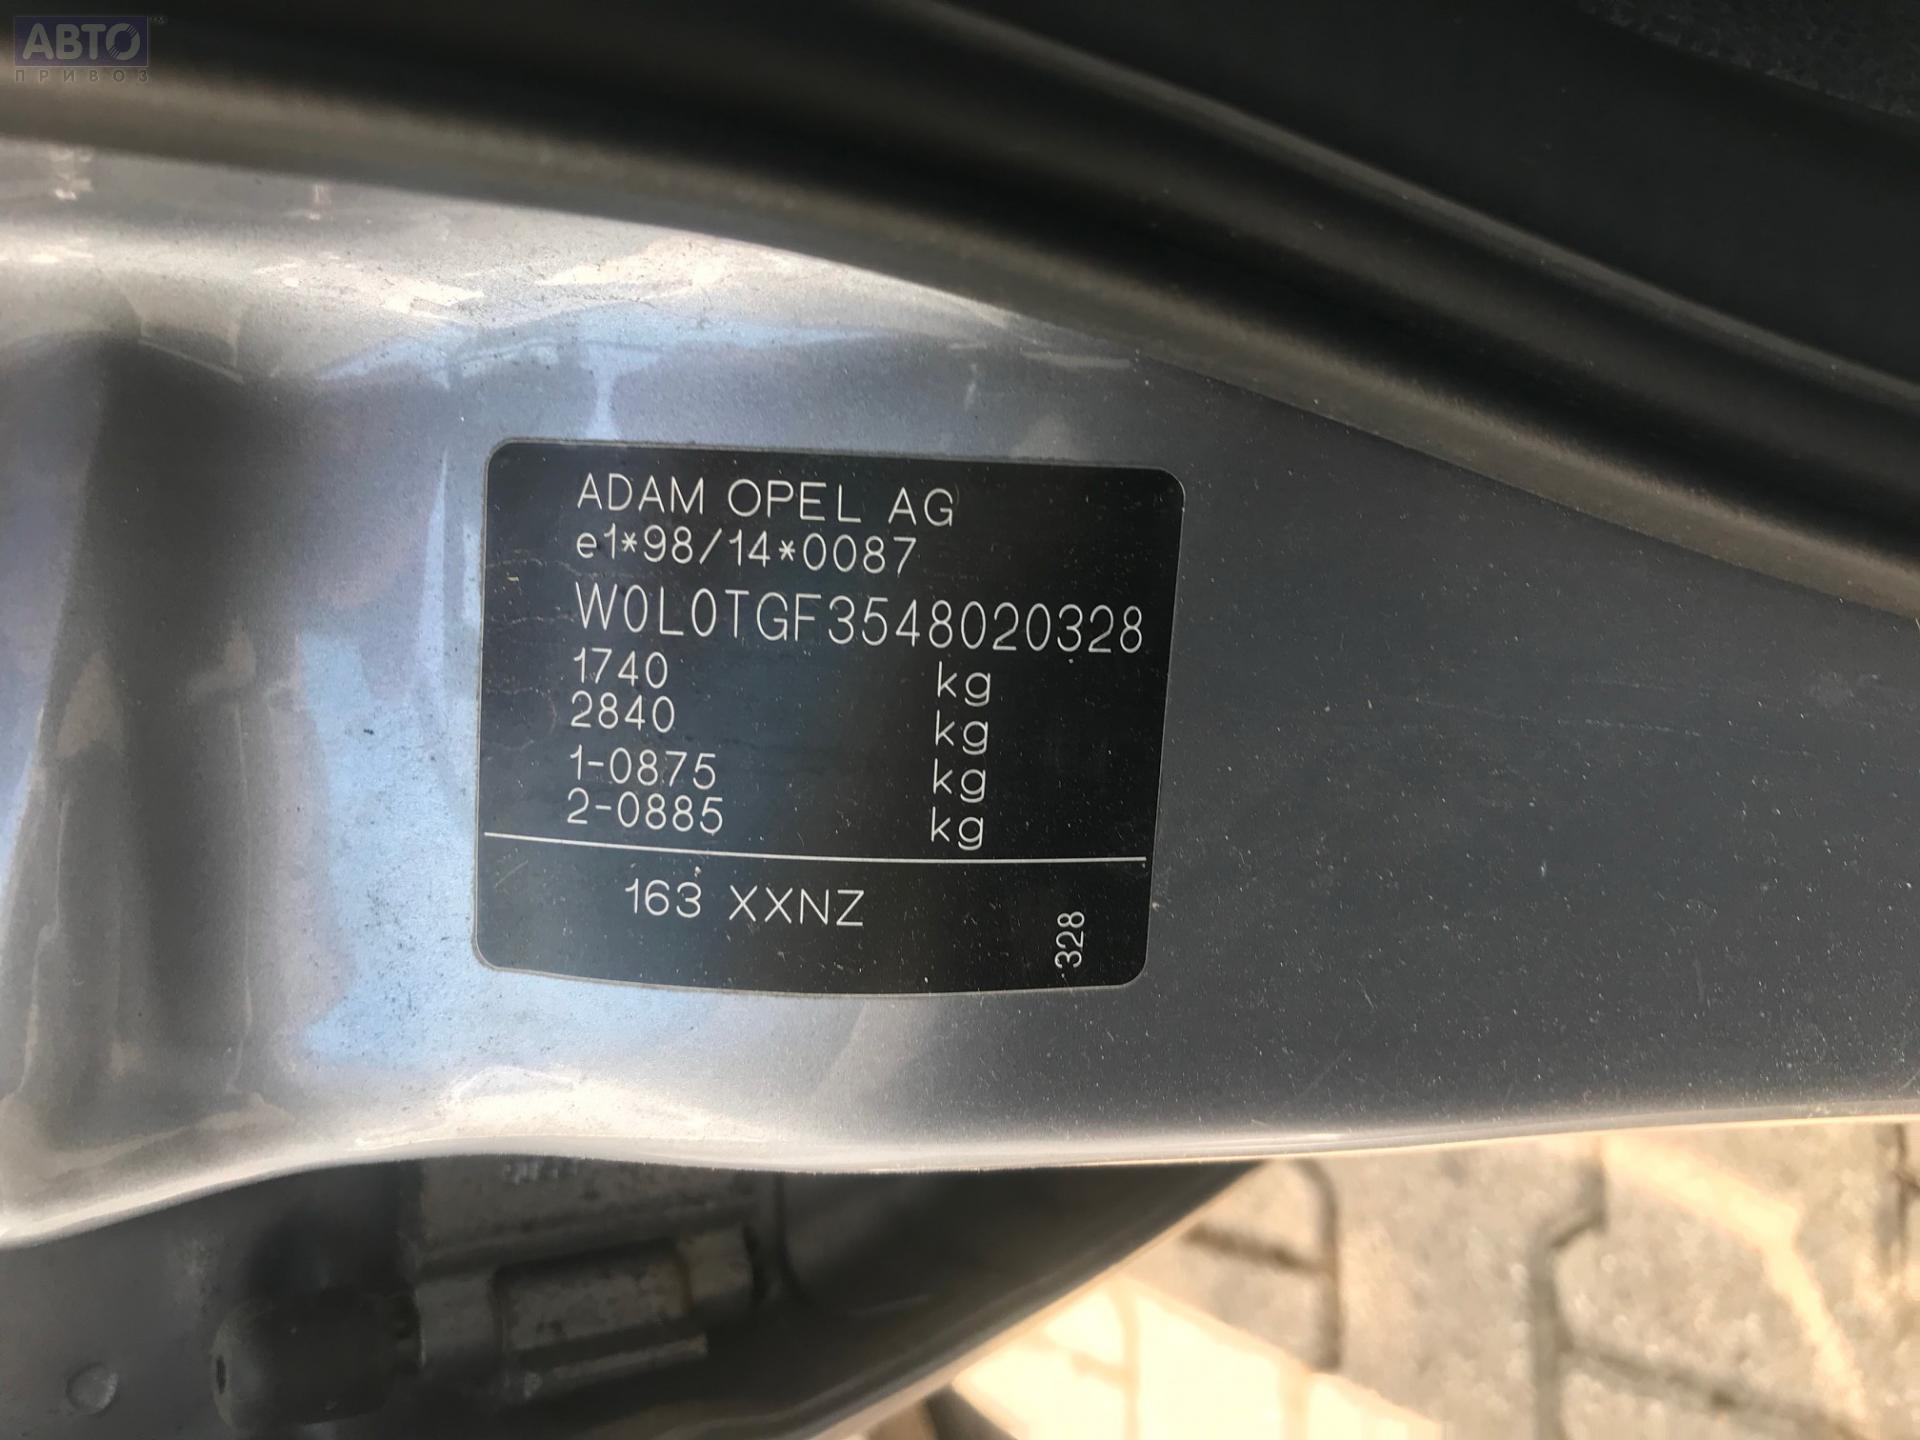 АВТО
ПРИВОЗ
ADAM OPEL AG
e1*98/14*0087
W0L0TGF3548020328
1740 kg
2840 kg
1-0875 kg
2-0885 kg
163 XXNZ
328